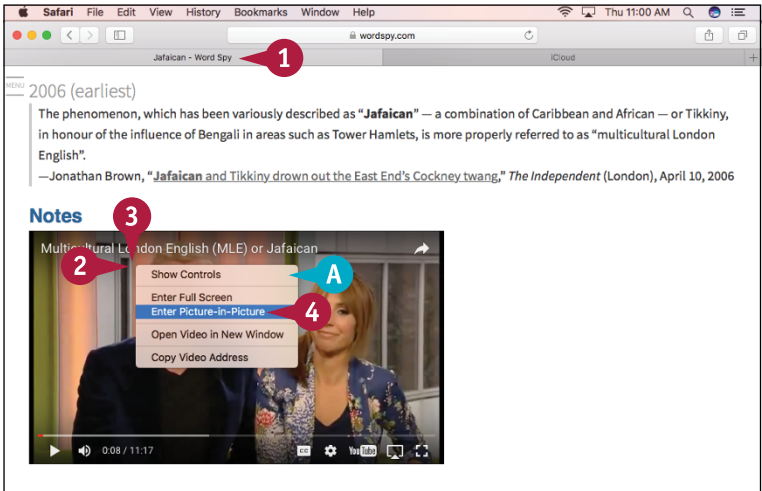 Safari File Edit View History Bookmarks Window Help Thu 11:00 AM
wordspy.com
Jafaican - Word Spy 1 iCloud +
MENU
2006 (earliest)
The phenomenon, which has been variously described as “Jafaican” — a combination of Caribbean and African — or Tikkiny,
in honour of the influence of Bengali in areas such as Tower Hamlets, is more properly referred to as “multicultural London
English”.
—Jonathan Brown, “Jafaican and Tikkiny drown out the East End’s Cockney twang,” The Independent (London), April 10, 2006
Notes
3
Multicultural London English (MLE) or Jafaican
2
Show Controls A
Enter Full Screen
Enter Picture-in-Picture 4
Open Video in New Window
Copy Video Address
0:08 / 11:17 CC YouTube